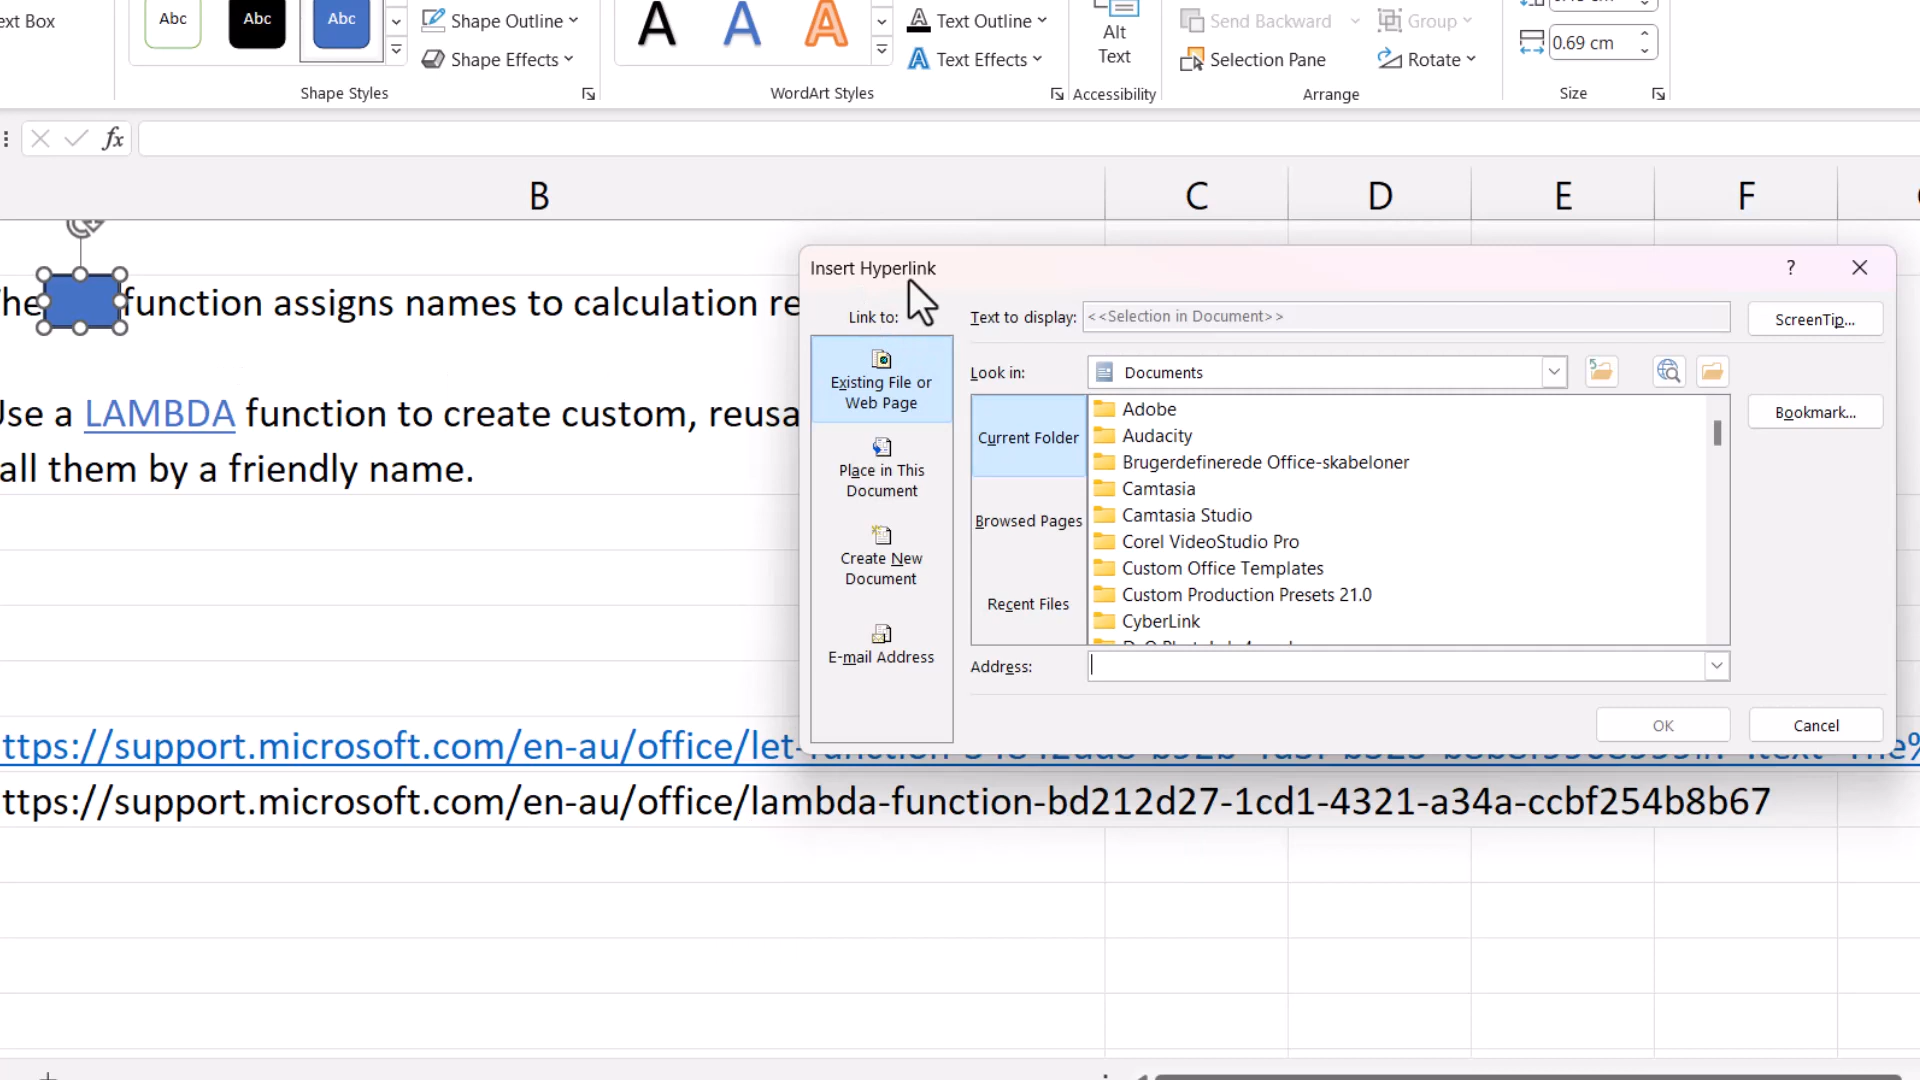 ext Box
Abc
Abc
Abc
Shape Outline
Shape Effects
Shape Styles
A
A
A
Text Outline
Text Effects
WordArt Styles
Alt
Text
Accessibility
Send Backward
Selection Pane
Group
Rotate
Arrange
0.69 cm
Size
fx
B
C
D
E
F
function assigns names to calculation re
Use a LAMBDA function to create custom, reusa
all them by a friendly name.
ttps://support.microsoft.com/en-au/office/let-
ttps://support.microsoft.com/en-au/office/lambda-function-bd212d27-1cd1-4321-a34a-ccbf254b8b67
Insert Hyperlink
?
Link to:
Text to display:
<<Selection in Document>>
ScreenTip...
Existing File or
Web Page
Look in:
Documents
Bookmark...
Place in This
Document
Create New
Document
E-mail Address
Current Folder
Browsed Pages
Recent Files
Adobe
Audacity
Brugerdefinerede Office-skabeloner
Camtasia
Camtasia Studio
Corel VideoStudio Pro
Custom Office Templates
Custom Production Presets 21.0
CyberLink
Address:
OK
Cancel